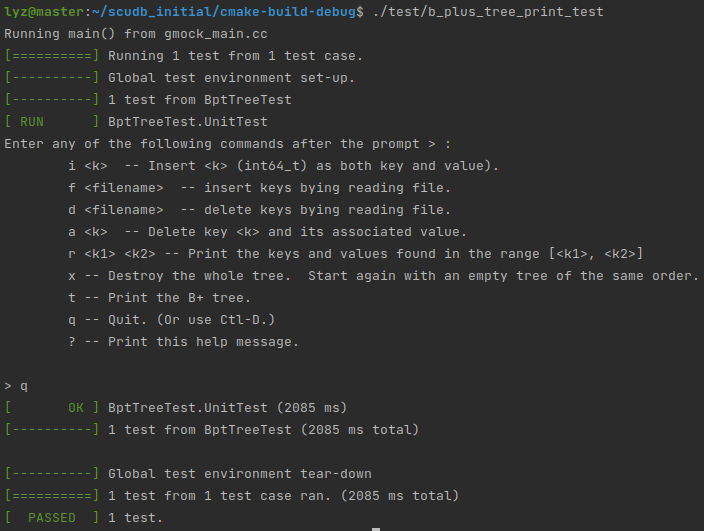 lyz@master:~/scudb_initial/cmake-build-debug$ ./test/b_plus_tree_print_test
Running main() from gmock_main.cc
[==========] Running 1 test from 1 test case.
[----------] Global test environment set-up.
[----------] 1 test from BptTreeTest
[ RUN      ] BptTreeTest.UnitTest
Enter any of the following commands after the prompt > :
        i <k>  -- Insert <k> (int64_t) as both key and value).
        f <filename>  -- insert keys bying reading file.
        d <filename>  -- delete keys bying reading file.
        a <k>  -- Delete key <k> and its associated value.
        r <k1> <k2> -- Print the keys and values found in the range [<k1>, <k2>]
        x -- Destroy the whole tree.  Start again with an empty tree of the same order.
        t -- Print the B+ tree.
        q -- Quit. (Or use Ctl-D.)
        ? -- Print this help message.

> q
[       OK ] BptTreeTest.UnitTest (2085 ms)
[----------] 1 test from BptTreeTest (2085 ms total)

[----------] Global test environment tear-down
[==========] 1 test from 1 test case ran. (2085 ms total)
[  PASSED  ] 1 test.